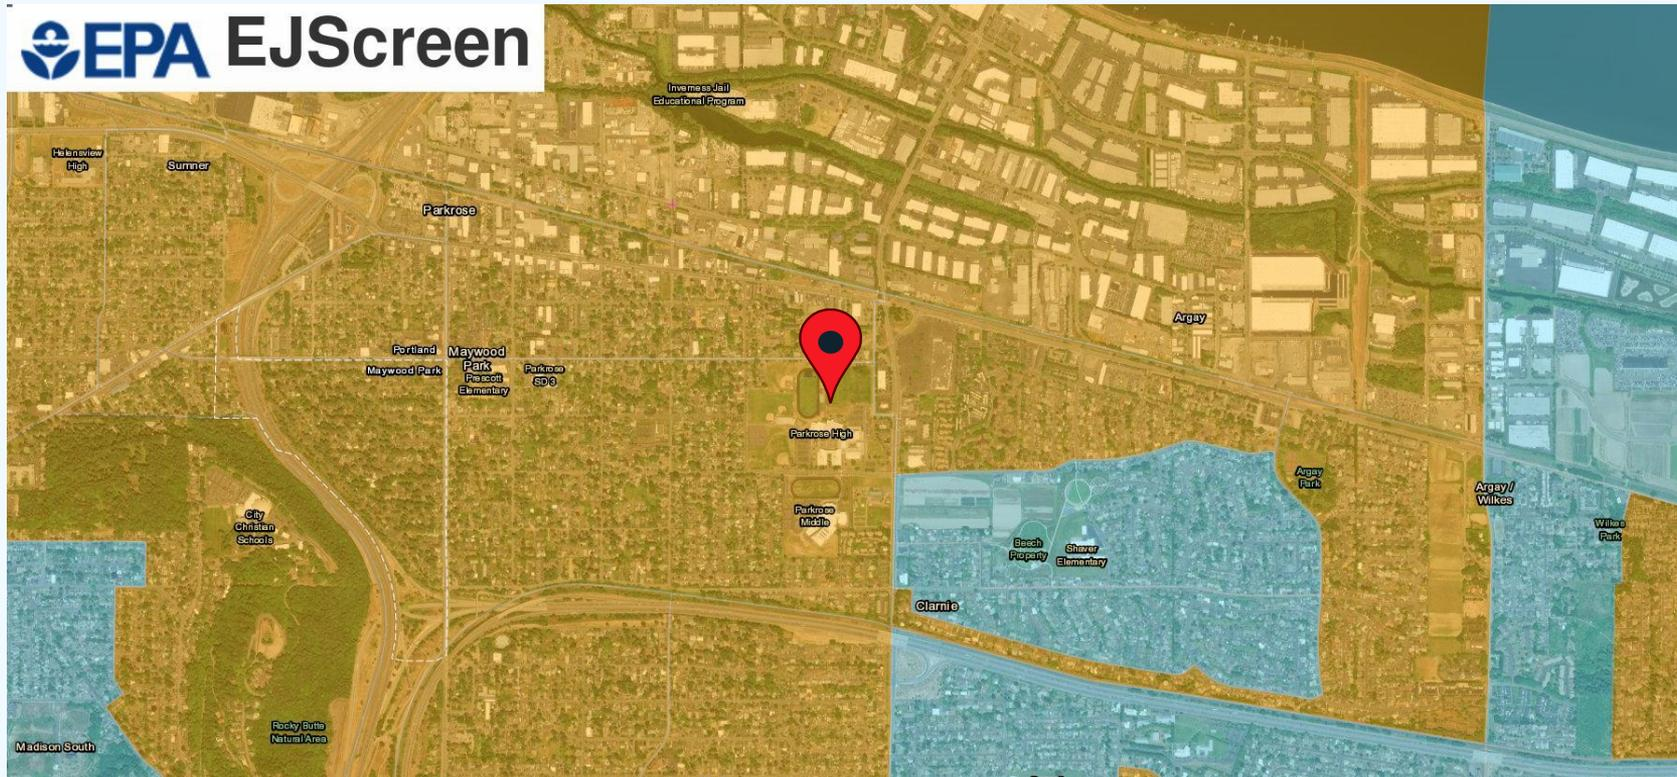 EPA EJScreen
Inverness Jail
Educational Program
Helensview
High
Sumner
Parkrose
Argay
Portland
Maywood Park
Maywood
Park
Prescott
Elementary
Parkrose
SD 3
Parkrose High
Argay
Park
Argay /
Wilkes
City
Christian
Schools
Parkrose
Middle
Wilkes
Park
Beech
Property
Shaver
Elementary
Clarnie
Rocky Butte
Natural Area
Madison South